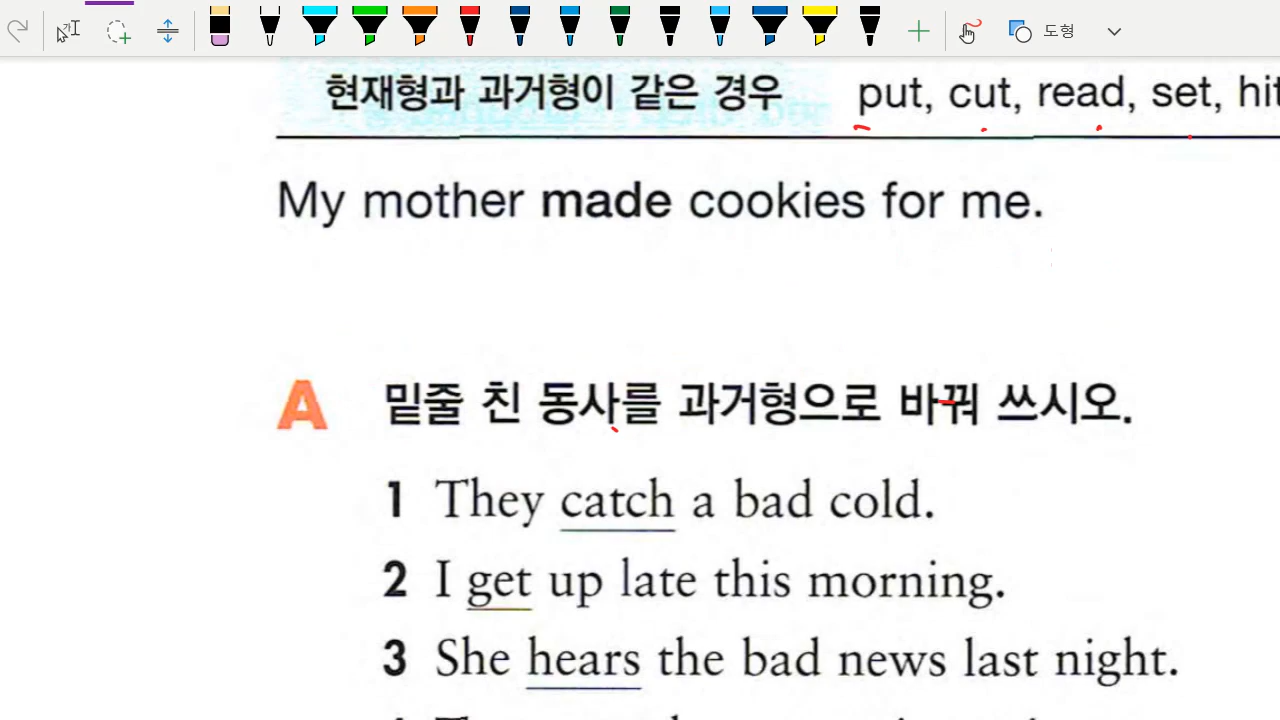 도형
현재형과 과거형이 같은 경우 put, cut, read, set, hit
My mother made cookies for me.
A 밑줄 친 동사를 과거형으로 바꿔 쓰시오.
1 They catch a bad cold.
2 I get up late this morning.
3 She hears the bad news last night.